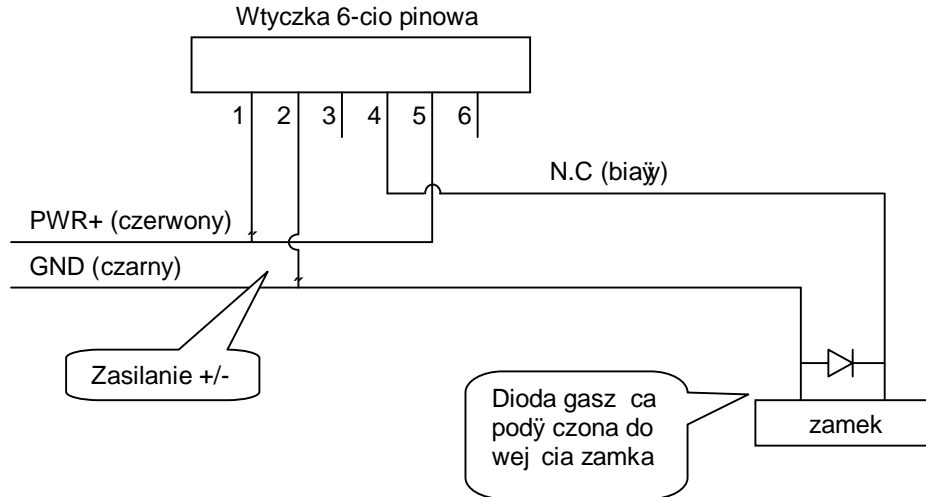 Wtyczka 6-cio pinowa
1 2 3 4 5 6
N.C (biaÿy)
PWR+ (czerwony)
GND (czarny)
Zasilanie +/-
Dioda gasz ca
podÿ czona do
wej cia zamka
zamek